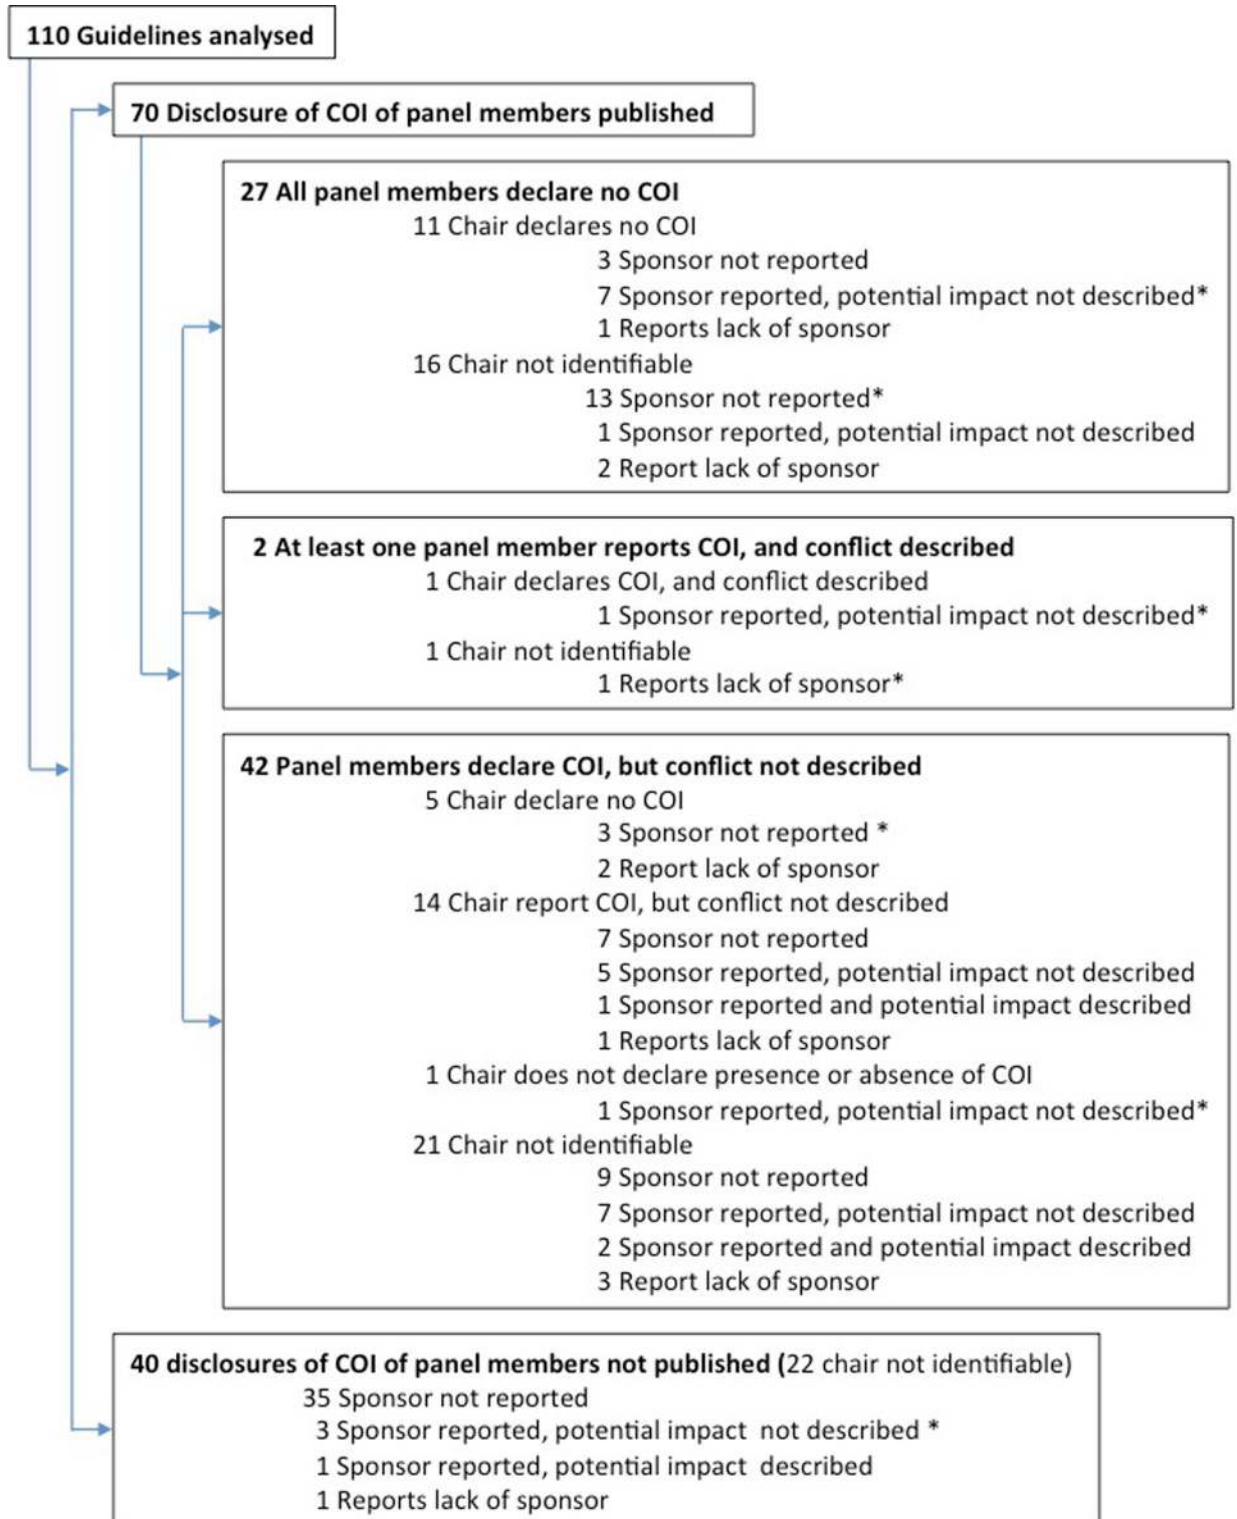 110 Guidelines analysed
70 Disclosure of COI of panel members published
27 All panel members declare no COI
11 Chair declares no COI
3 Sponsor not reported
7 Sponsor reported, potential impact not described*
1 Reports lack of sponsor
16 Chair not identifiable
13 Sponsor not reported*
1 Sponsor reported, potential impact not described
2 Report lack of sponsor
2 At least one panel member reports COI, and conflict described
1 Chair declares COI, and conflict described
1 Sponsor reported, potential impact not described*
1 Chair not identifiable
1 Reports lack of sponsor*
42 Panel members declare COI, but conflict not described
5 Chair declare no COI
3 Sponsor not reported *
2 Report lack of sponsor
14 Chair report COI, but conflict not described
7 Sponsor not reported
5 Sponsor reported, potential impact not described
1 Sponsor reported and potential impact described
1 Reports lack of sponsor
1 Chair does not declare presence or absence of COI
1 Sponsor reported, potential impact not described*
21 Chair not identifiable
9 Sponsor not reported
7 Sponsor reported, potential impact not described
2 Sponsor reported and potential impact described
3 Report lack of sponsor
40 disclosures of COI of panel members not published (22 chair not identifiable)
35 Sponsor not reported
3 Sponsor reported, potential impact not described *
1 Sponsor reported, potential impact described
1 Reports lack of sponsor